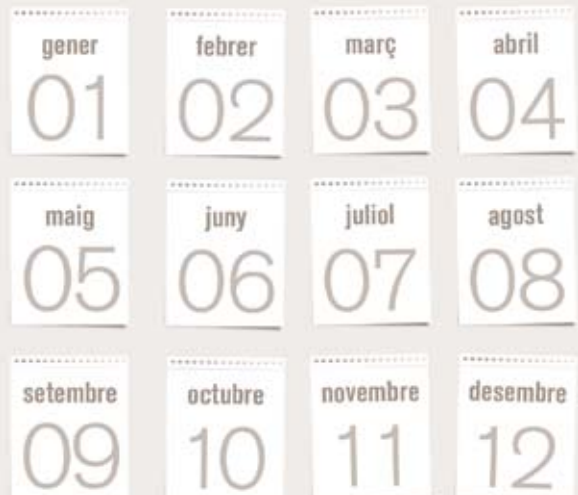 gener
01
febrer
02
març
03
abril
04
maig
05
juny
06
juliol
07
agost
08
setembre
09
octubre
10
novembre
11
desembre
12